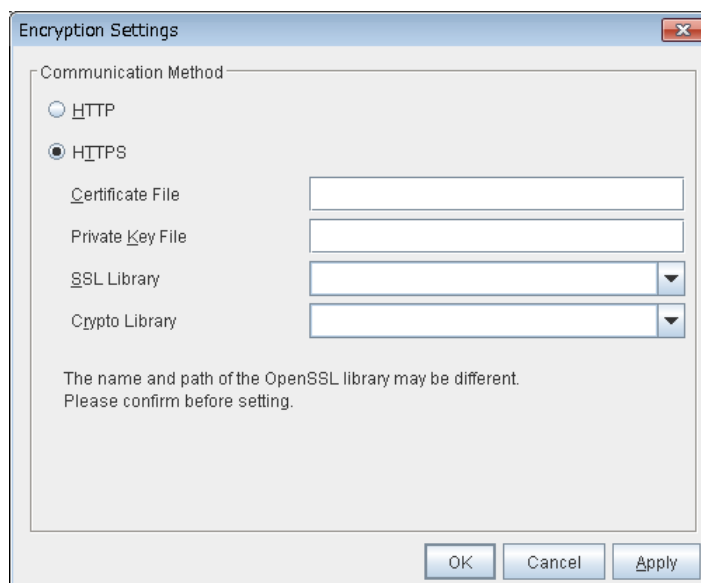 Encryption Settings
Communication Method
HTTP
HTTPS
Certificate File
Private Key File
SSL Library
Crypto Library
The name and path of the OpenSSL library may be different.
Please confirm before setting.
OK Cancel Apply